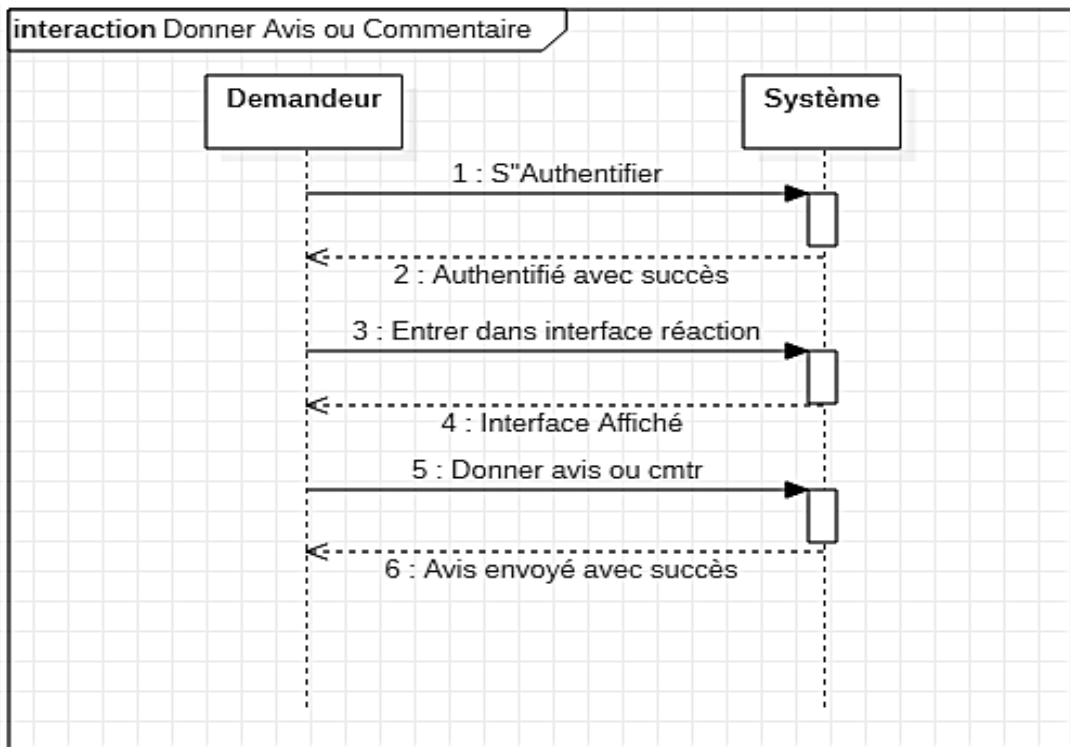 interaction Donner Avis ou Commentaire
Demandeur
Système
1 : S"Authentifier
2 : Authentifié avec succès
3 : Entrer dans interface réaction
4 : Interface Affiché
5 : Donner avis ou cmtr
6 : Avis envoyé avec succès